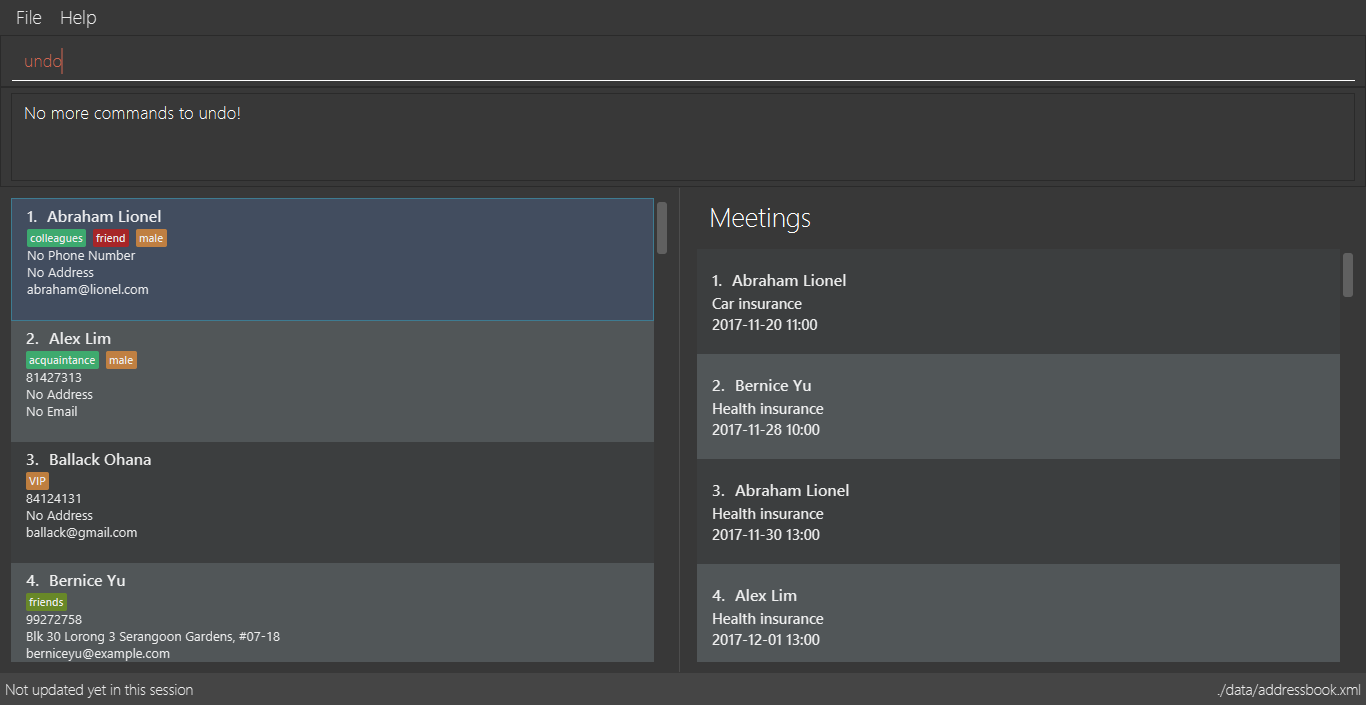 File Help
undo
No more commands to undo!
1. Abraham Lionel
colleagues friend male
No Phone Number
No Address
abraham@lionel.com
2. Alex Lim
acquaintance male
81427313
No Address
No Email
3. Ballack Ohana
VIP
84124131
No Address
ballack@gmail.com
4. Bernice Yu
friends
99272758
Blk 30 Lorong 3 Serangoon Gardens, #07-18
berniceyu@example.com
Meetings
1. Abraham Lionel
Car insurance
2017-11-20 11:00
2. Bernice Yu
Health insurance
2017-11-28 10:00
3. Abraham Lionel
Health insurance
2017-11-30 13:00
4. Alex Lim
Health insurance
2017-12-01 13:00
Not updated yet in this session
./data/addressbook.xml